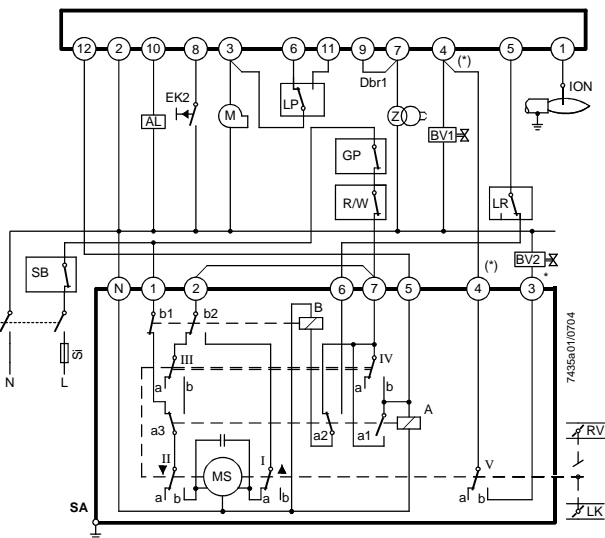 12 2 10 8 3 6 11 9 7 4 (*) 5 1
Dbr1
EK2
ION
LP
AL
M
Z
BV1
GP
R/W
LR
SB
BV2
(*)
*
N 1 2 6 7 5 4 3
b1 b2 B
Si
N L
III IV
a b a b
A
a3 a2 a1
II I V
a b MS a b a b
SA
RV
LK
7435a01/0704